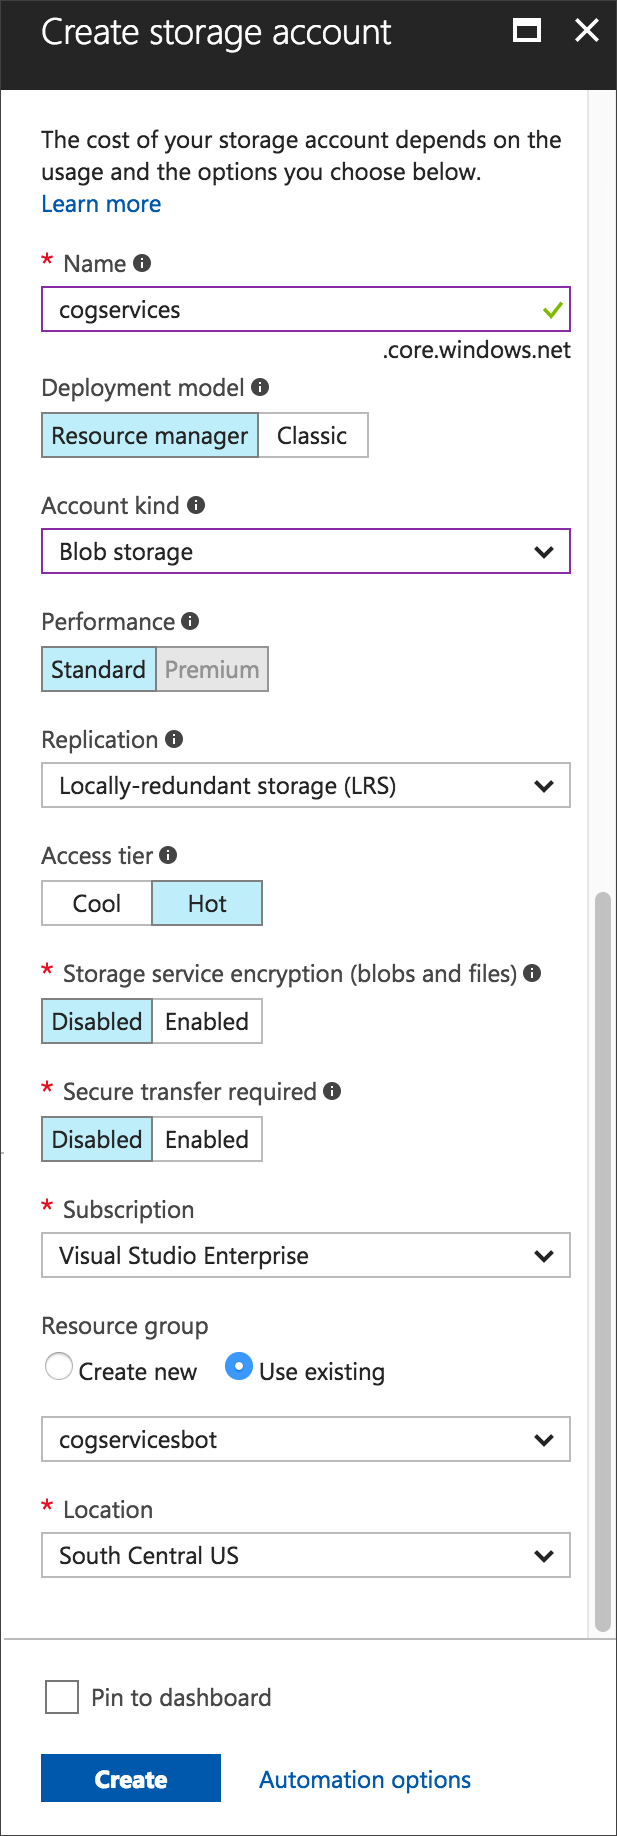 Create storage account
The cost of your storage account depends on the
usage and the options you choose below.
Learn more
* Name
cogservices
.core.windows.net
Deployment model
Resource manager Classic
Account kind
Blob storage
Performance
Standard Premium
Replication
Locally-redundant storage (LRS)
Access tier
Cool Hot
* Storage service encryption (blobs and files)
Disabled Enabled
* Secure transfer required
Disabled Enabled
* Subscription
Visual Studio Enterprise
Resource group
Create new Use existing
cogservicesbot
* Location
South Central US
Pin to dashboard
Create Automation options